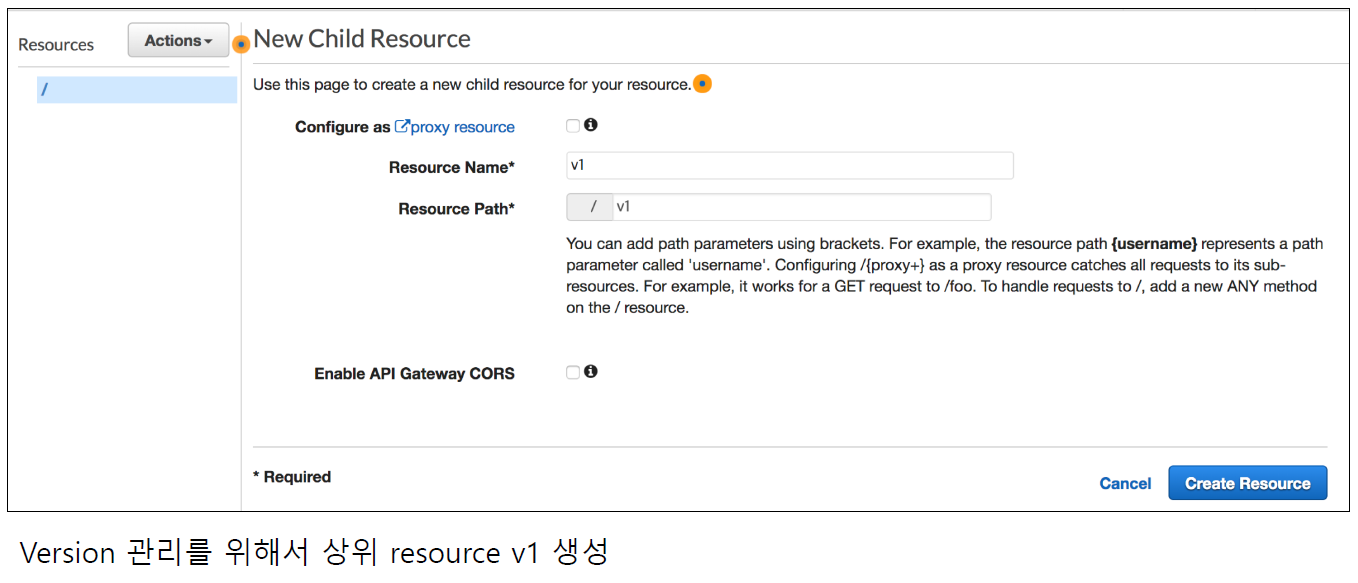 Resources
Actions
/
New Child Resource
Use this page to create a new child resource for your resource.
Configure as proxy resource
Resource Name*
v1
Resource Path*
/ v1
You can add path parameters using brackets. For example, the resource path {username} represents a path
parameter called 'username'. Configuring /{proxy+} as a proxy resource catches all requests to its sub-
resources. For example, it works for a GET request to /foo. To handle requests to /, add a new ANY method
on the / resource.
Enable API Gateway CORS
* Required
Cancel
Create Resource
Version 관리를 위해서 상위 resource v1 생성